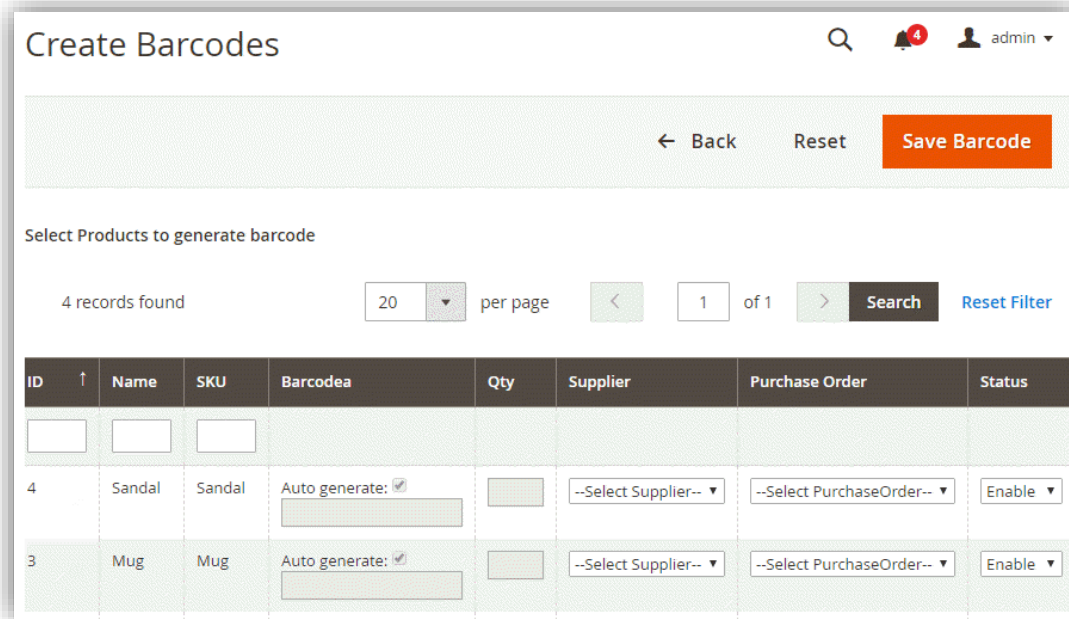 Create Barcodes
4
admin
← Back Reset Save Barcode
Select Products to generate barcode
4 records found 20 per page 1 of 1 Search Reset Filter
ID ↑ Name SKU Barcodea Qty Supplier Purchase Order Status
4 Sandal Sandal Auto generate: --Select Supplier-- --Select PurchaseOrder-- Enable
3 Mug Mug Auto generate: --Select Supplier-- --Select PurchaseOrder-- Enable